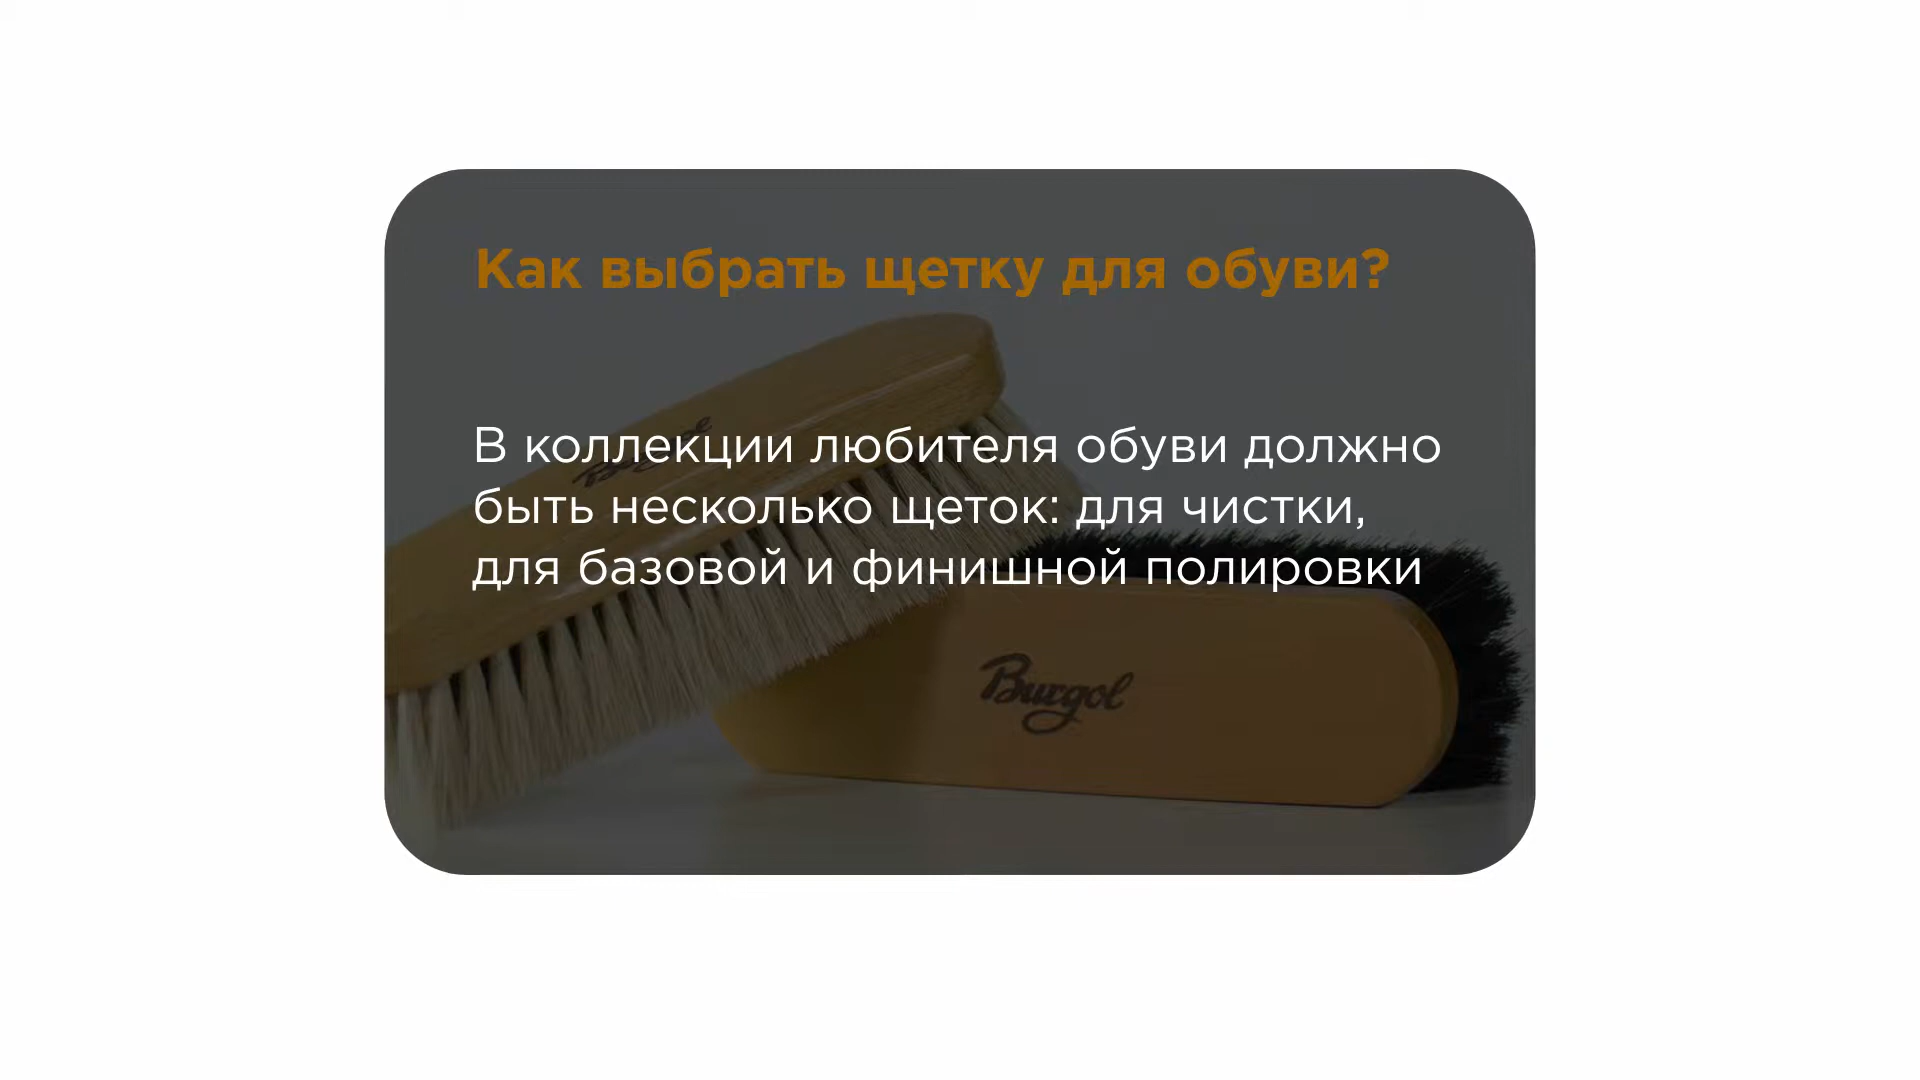 Как выбрать щетку для обуви?
В коллекции любителя обуви должно
быть несколько щеток: для чистки,
для базовой и финишной полировки
Burgol